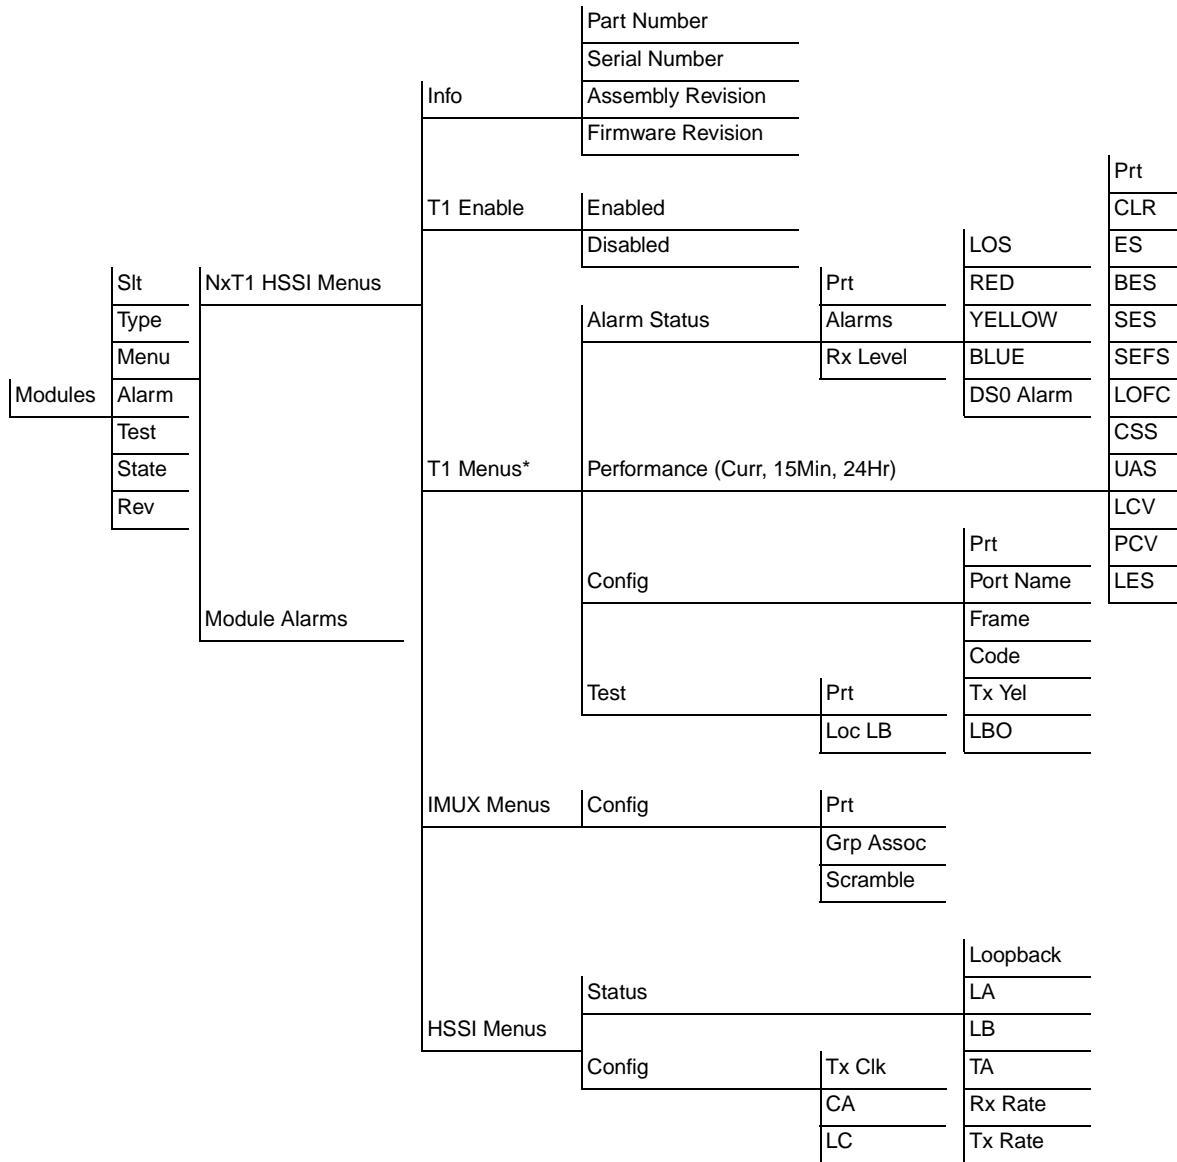 Part Number
Serial Number
Info
Assembly Revision
Firmware Revision
Prt
T1 Enable
Enabled
CLR
Disabled
LOS
ES
Slt
NxT1 HSSI Menus
Prt
RED
BES
Type
Alarm Status
Alarms
YELLOW
SES
Menu
Rx Level
BLUE
SEFS
Modules
Alarm
DS0 Alarm
LOFC
Test
CSS
State
T1 Menus*
Performance (Curr, 15Min, 24Hr)
UAS
Rev
LCV
Prt
PCV
Config
Port Name
LES
Module Alarms
Frame
Code
Test
Prt
Tx Yel
Loc LB
LBO
IMUX Menus
Config
Prt
Grp Assoc
Scramble
Loopback
Status
LA
HSSI Menus
LB
Config
Tx Clk
TA
CA
Rx Rate
LC
Tx Rate